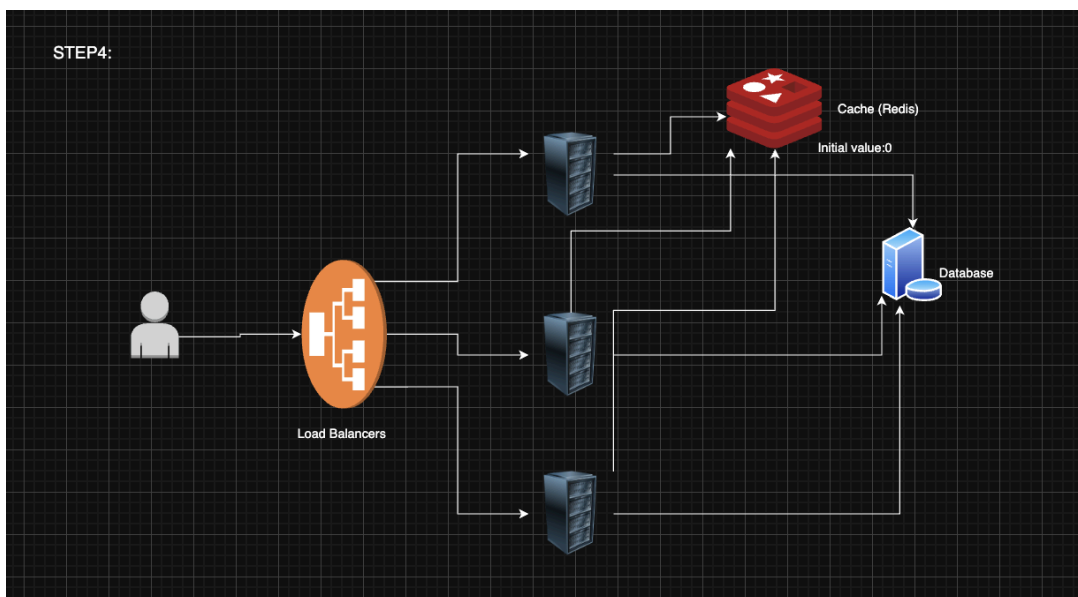 STEP4:
Cache (Redis)
Initial value:0
Database
Load Balancers